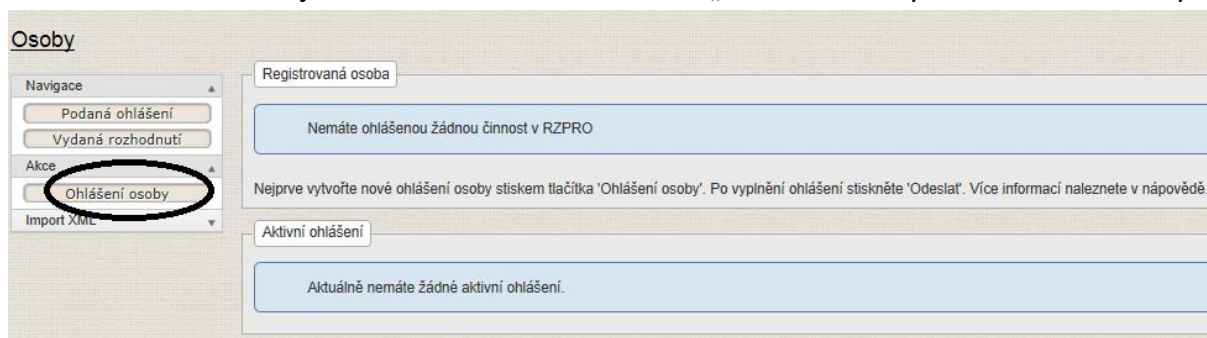 Osoby
Navigace
Podaná ohlášení
Vydaná rozhodnutí
Akce
Ohlášení osoby
Import XML
Registrovaná osoba
Nemáte ohlášenou žádnou činnost v RZPRO
Nejprve vytvořte nové ohlášení osoby stiskem tlačítka 'Ohlášení osoby'. Po vyplnění ohlášení stiskněte 'Odeslat'. Více informací naleznete v nápovědě.
Aktivní ohlášení
Aktuálně nemáte žádné aktivní ohlášení.